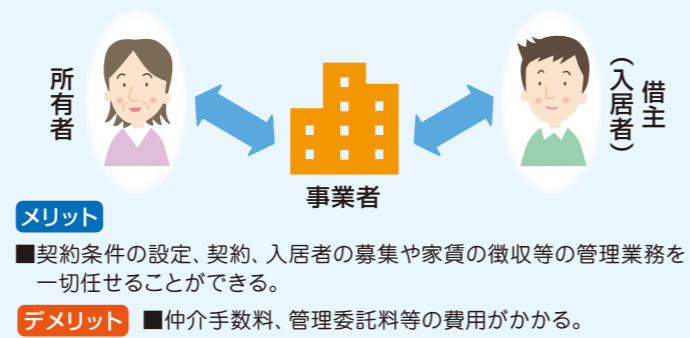 所有者
借主
（入居者）
事業者
メリット
■契約条件の設定、契約、入居者の募集や家賃の徴収等の管理業務を
一切任せることができる。
デメリット ■仲介手数料、管理委託料等の費用がかかる。